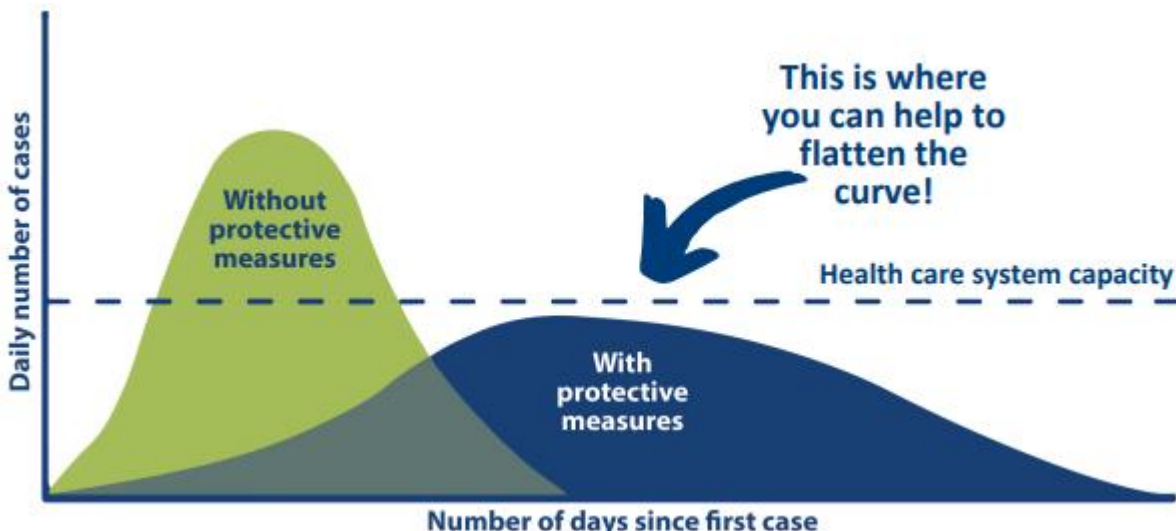 This is where
you can help to
flatten the
curve!
Without
protective
measures
Daily number of cases
Health care system capacity
With
protective
measures
Number of days since first case